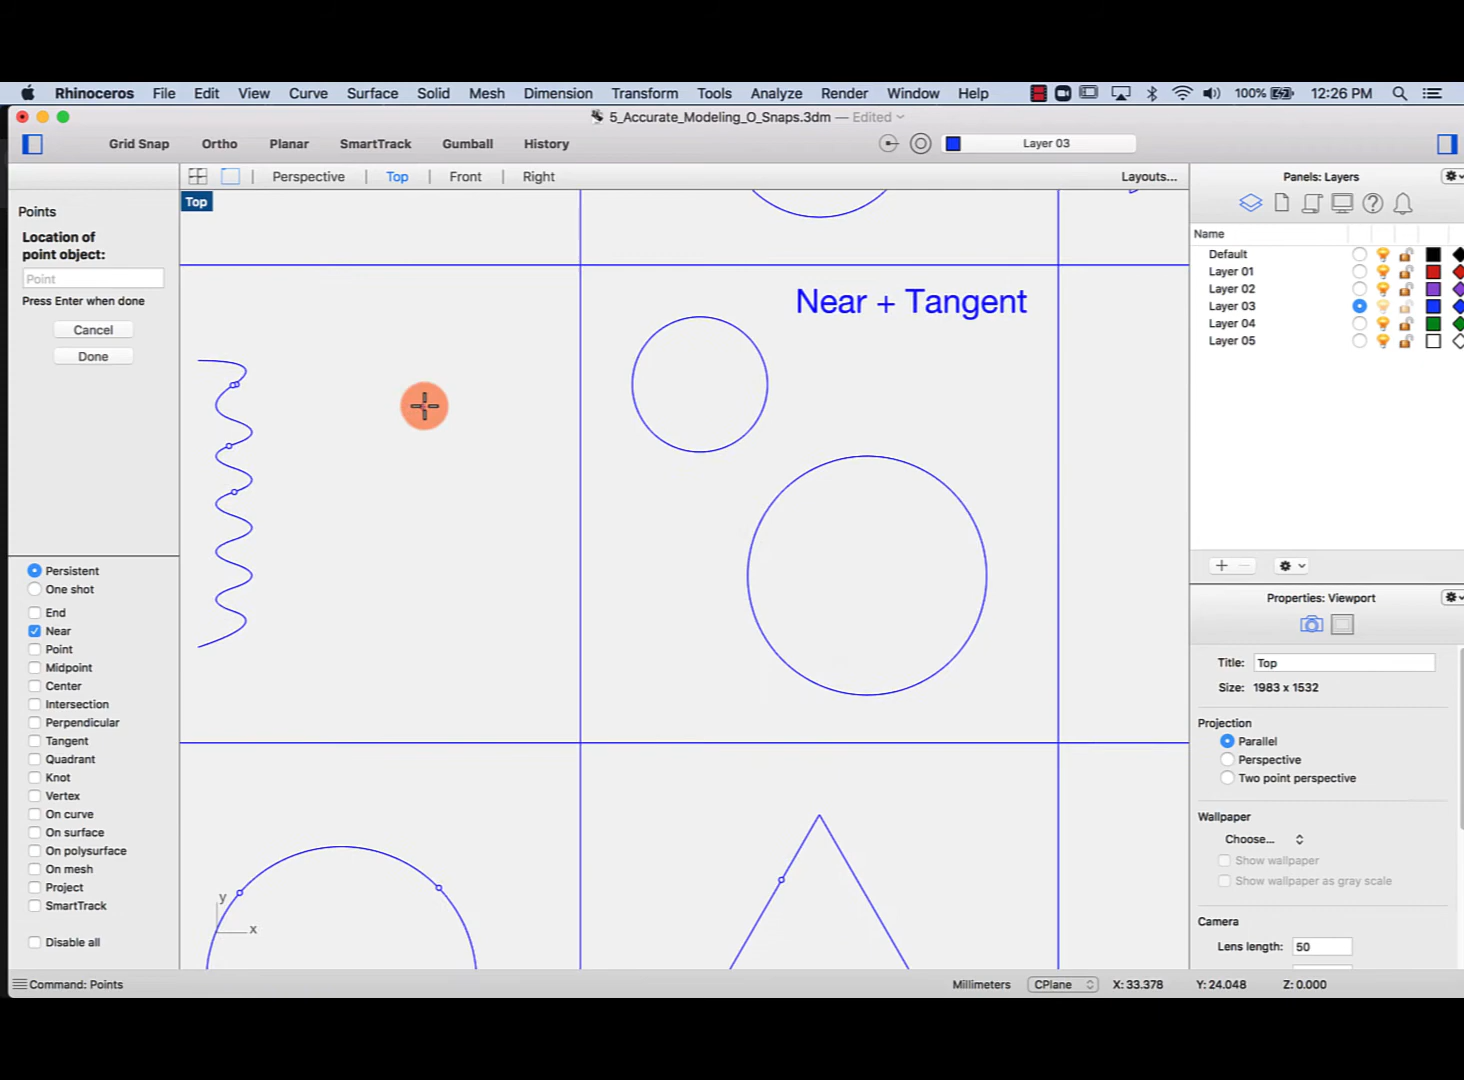 Rhinoceros File Edit View Curve Surface Solid Mesh Dimension Transform Tools Analyze Render Window Help 100% 12:26 PM
5_Accurate_Modeling_O_Snaps.3dm — Edited
Grid Snap Ortho Planar SmartTrack Gumball History Layer 03
Perspective Top Front Right Layouts... Panels: Layers
Top
Points
Location of
point object:
Point
Press Enter when done
Cancel
Done
Persistent
One shot
End
Near
Point
Midpoint
Center
Intersection
Perpendicular
Tangent
Quadrant
Knot
Vertex
On curve
On surface
On polysurface
On mesh
Project
SmartTrack
Disable all
Near + Tangent
y
x
Name
Default
Layer 01
Layer 02
Layer 03
Layer 04
Layer 05
Properties: Viewport
Title: Top
Size: 1983 x 1532
Projection
Parallel
Perspective
Two point perspective
Wallpaper
Choose...
Show wallpaper
Show wallpaper as gray scale
Camera
Lens length: 50
Command: Points Millimeters CPlane X: 33.378 Y: 24.048 Z: 0.000